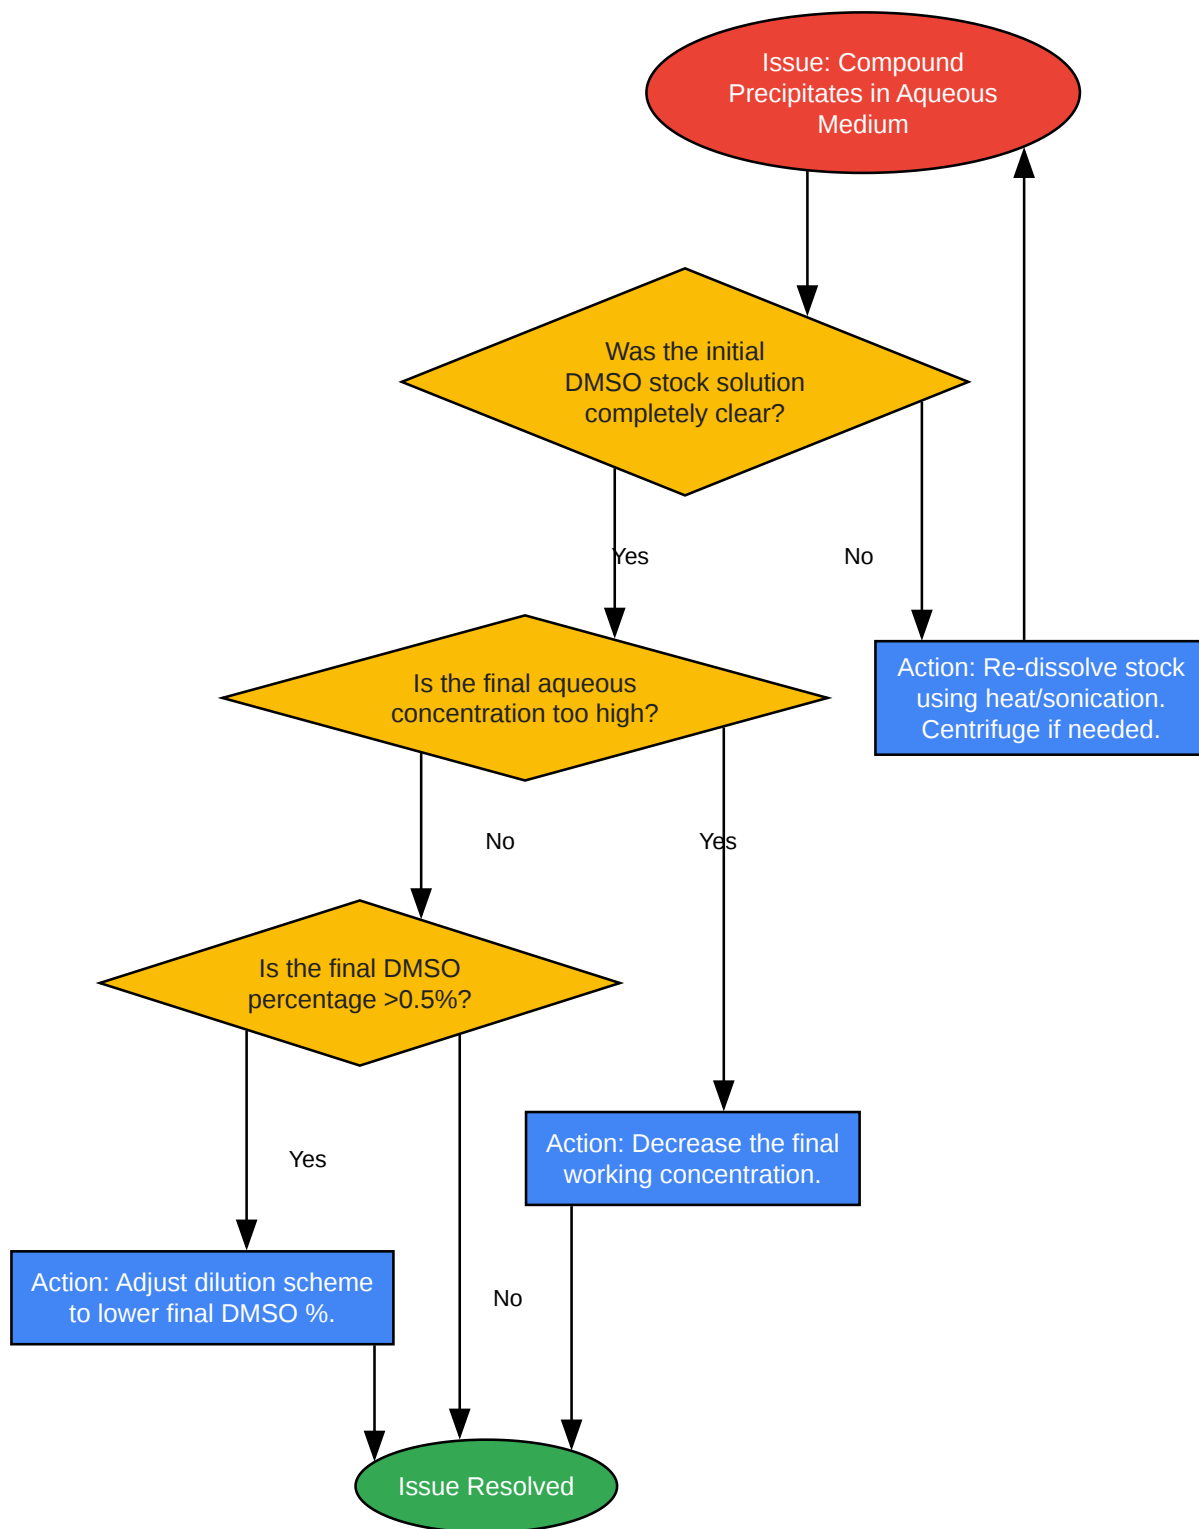 Issue: Compound
Precipitates in Aqueous
Medium
Was the initial
DMSO stock solution
completely clear?
Yes
No
Action: Re-dissolve stock
using heat/sonication.
Centrifuge if needed.
Is the final aqueous
concentration too high?
No
Yes
Is the final DMSO
percentage >0.5%?
Action: Decrease the final
working concentration.
Yes
Action: Adjust dilution scheme
to lower final DMSO %.
No
Issue Resolved